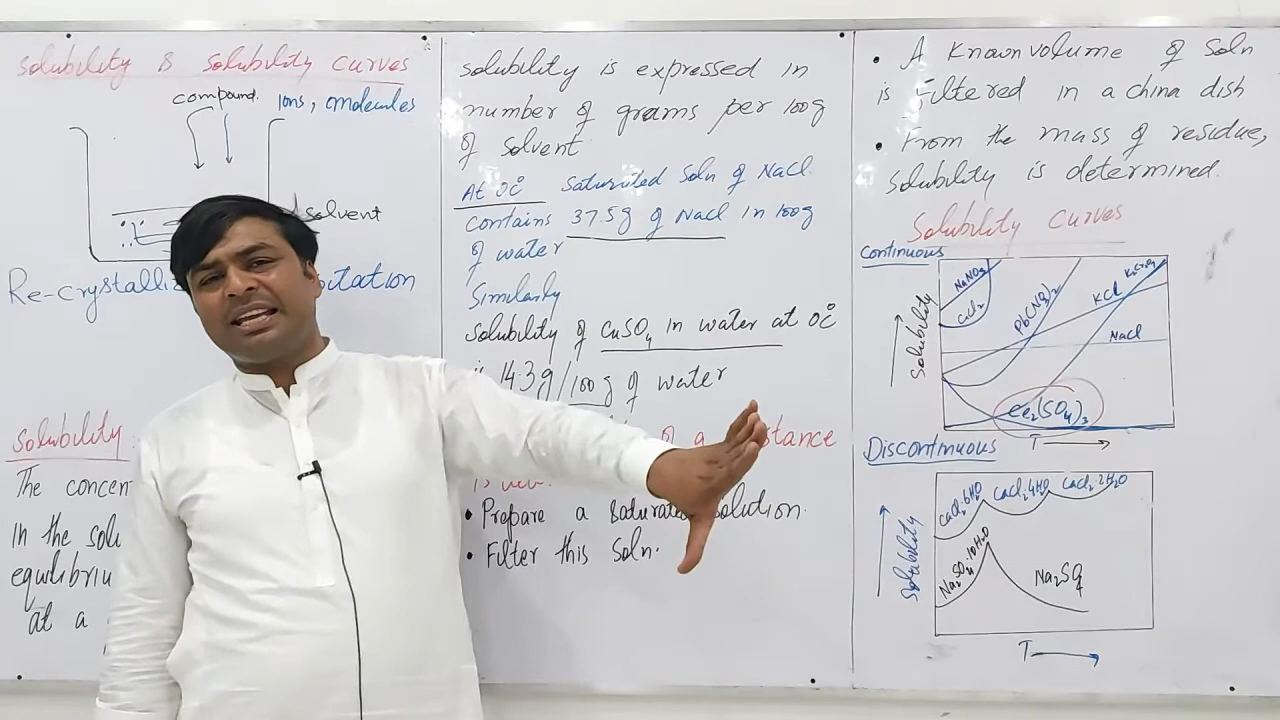 Solubility & Solubility curves
compound. Ions, molecules
solvent
Re-Crystalliz
itation
Solubility:
The concen
In the solu
equilibriu
at a
solubility is expressed in
number of grams per 100g
of solvent
At 0°C Saturated Soln of NaCl
contains 37.5g of NaCl in 100g
of water
Similarly
Solubility of CuSO4 in water at 0°C
is 14.3g/100g of water
of a
stance
• Prepare a saturated solution.
• Filter this Soln.
• A Known volume of Soln
is Filtered in a china dish
• From the mass of residue,
solubility is determined.
Solubility curves
Continuous
Solubility
NaNO3
CaCl2
Pb(NO3)2
KCl
K2CrO4
NaCl
Ce2(SO4)3
T
Discontinuous
Solubility
CaCl2.6H2O
CaCl2.4H2O
CaCl2.2H2O
Na2SO4.10H2O
Na2SO4
T